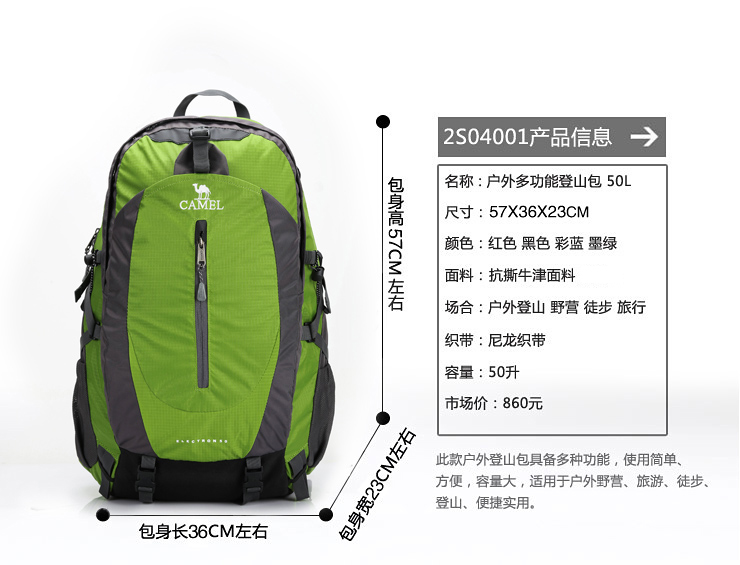 CAMEL
ELECTRONSS
包身高57CM左右
包身长36CM左右
包身宽23CM左右
2S04001产品信息
名称：户外多功能登山包 50L
尺寸：57X36X23CM
颜色：红色 黑色 彩蓝 墨绿
面料：抗撕牛津面料
场合：户外登山 野营 徒步 旅行
织带：尼龙织带
容量：50升
市场价：860元
此款户外登山包具备多种功能，使用简单、
方便，容量大，适用于户外野营、旅游、徒步、
登山、便捷实用。